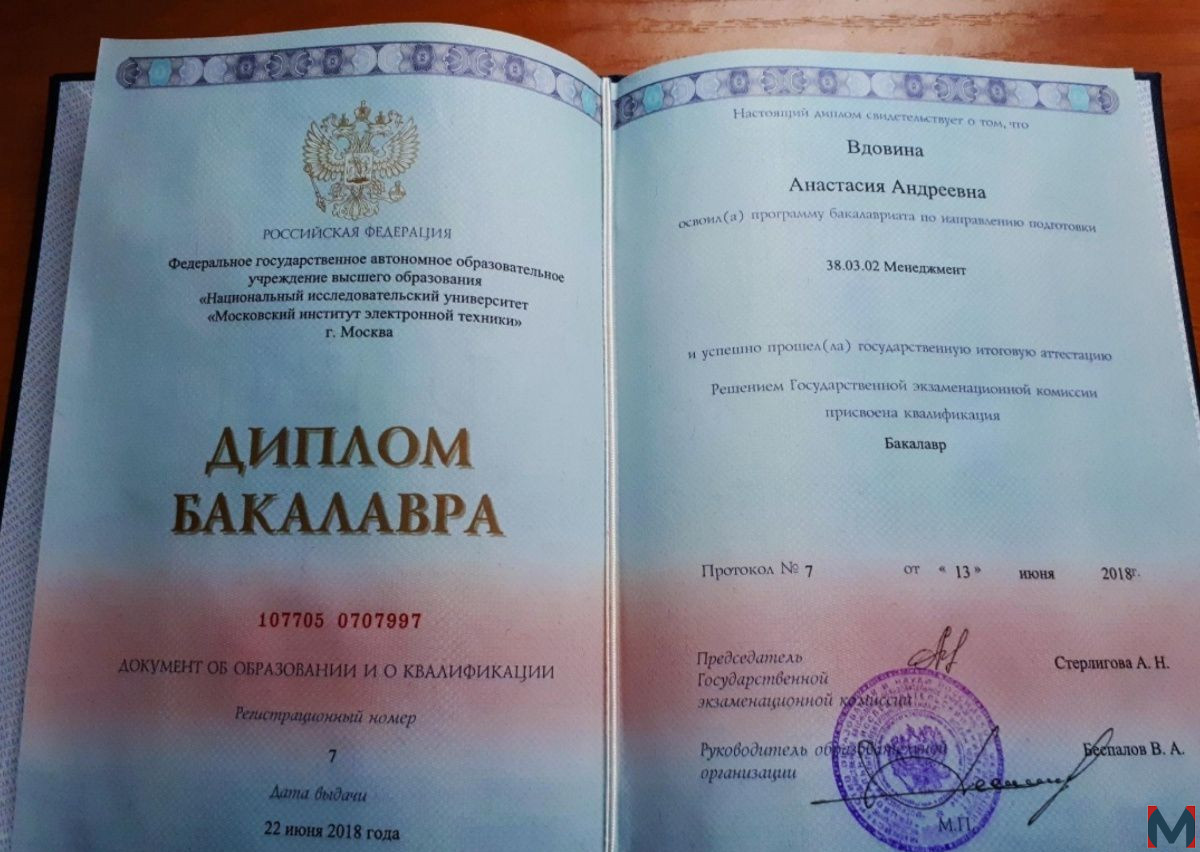 РОССИЙСКАЯ ФЕДЕРАЦИЯ
Федеральное государственное автономное образовательное
учреждение высшего образования
«Национальный исследовательский университет
«Московский институт электронной техники»
г. Москва
ДИПЛОМ
БАКАЛАВРА
107705 0707997
ДОКУМЕНТ ОБ ОБРАЗОВАНИИ И О КВАЛИФИКАЦИИ
Регистрационный номер
7
Дата выдачи
22 июня 2018 года
Настоящий диплом свидетельствует о том, что
Вдовина
Анастасия Андреевна
освоил(а) программу бакалавриата по направлению подготовки
38.03.02 Менеджмент
и успешно прошел(ла) государственную итоговую аттестацию
Решением Государственной экзаменационной комиссии
присвоена квалификация
Бакалавр
Протокол № 7 от « 13 » июня 2018г.
Председатель
Государственной
экзаменационной комиссии
Стерлигова А. Н.
Руководитель образовательной
организации
Беспалов В. А.
М.П.
M